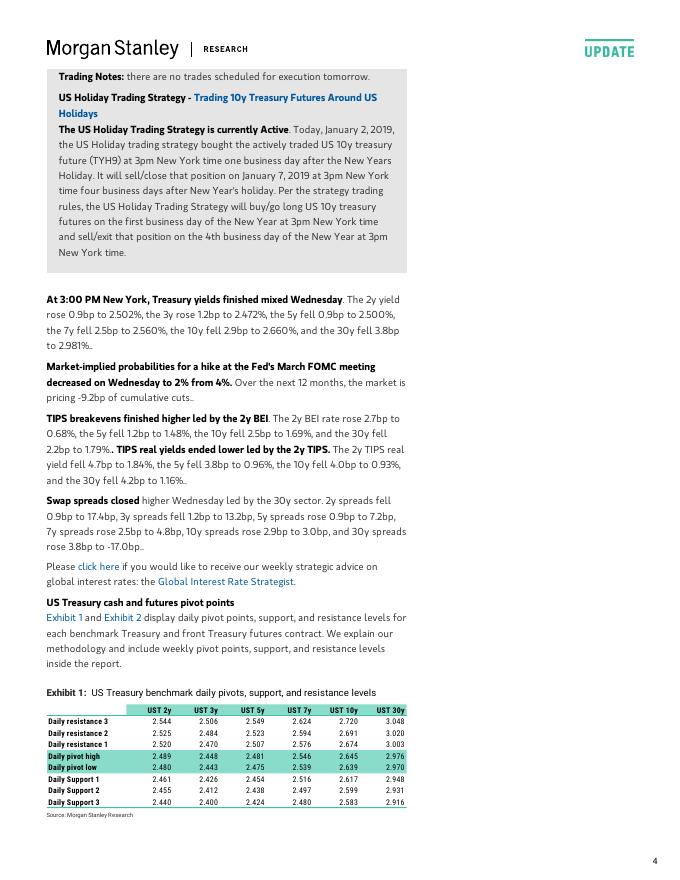 Morgan Stanley | RESEARCH
UPDATE
Trading Notes: there are no trades scheduled for execution tomorrow.
US Holiday Trading Strategy - Trading 10y Treasury Futures Around US
Holidays
The US Holiday Trading Strategy is currently Active. Today, January 2, 2019,
the US Holiday trading strategy bought the actively traded US 10y treasury
future (TYH9) at 3pm New York time one business day after the New Years
Holiday. It will sell/close that position on January 7, 2019 at 3pm New York
time four business days after New Year's holiday. Per the strategy trading
rules, the US Holiday Trading Strategy will buy/go long US 10y treasury
futures on the first business day of the New Year at 3pm New York time
and sell/exit that position on the 4th business day of the New Year at 3pm
New York time.
At 3:00 PM New York, Treasury yields finished mixed Wednesday. The 2y yield
rose 0.9bp to 2.502%, the 3y rose 1.2bp to 2.472%, the 5y fell 0.9bp to 2.500%,
the 7y fell 2.5bp to 2.560%, the 10y fell 2.9bp to 2.660%, and the 30y fell 3.8bp
to 2.981%..
Market-implied probabilities for a hike at the Fed's March FOMC meeting
decreased on Wednesday to 2% from 4%. Over the next 12 months, the market is
pricing -9.2bp of cumulative cuts..
TIPS breakevens finished higher led by the 2y BEI. The 2y BEI rate rose 2.7bp to
0.68%, the 5y fell 1.2bp to 1.48%, the 10y fell 2.5bp to 1.69%, and the 30y fell
2.2bp to 1.79%.. TIPS real yields ended lower led by the 2y TIPS. The 2y TIPS real
yield fell 4.7bp to 1.84%, the 5y fell 3.8bp to 0.96%, the 10y fell 4.0bp to 0.93%,
and the 30y fell 4.2bp to 1.16%..
Swap spreads closed higher Wednesday led by the 30y sector. 2y spreads fell
0.9bp to 17.4bp, 3y spreads fell 1.2bp to 13.2bp, 5y spreads rose 0.9bp to 7.2bp,
7y spreads rose 2.5bp to 4.8bp, 10y spreads rose 2.9bp to 3.0bp, and 30y spreads
rose 3.8bp to -17.0bp..
Please click here if you would like to receive our weekly strategic advice on
global interest rates: the Global Interest Rate Strategist.
US Treasury cash and futures pivot points
Exhibit 1 and Exhibit 2 display daily pivot points, support, and resistance levels for
each benchmark Treasury and front Treasury futures contract. We explain our
methodology and include weekly pivot points, support, and resistance levels
inside the report.
Exhibit 1: US Treasury benchmark daily pivots, support, and resistance levels
UST 2y UST 3y UST 5y UST 7y UST 10y UST 30y
Daily resistance 3 2.544 2.506 2.549 2.624 2.720 3.048
Daily resistance 2 2.525 2.484 2.523 2.594 2.691 3.020
Daily resistance 1 2.520 2.470 2.507 2.576 2.674 3.003
Daily pivot high 2.489 2.448 2.481 2.546 2.645 2.976
Daily pivot low 2.480 2.443 2.475 2.539 2.639 2.970
Daily Support 1 2.461 2.426 2.454 2.516 2.617 2.948
Daily Support 2 2.455 2.412 2.438 2.497 2.599 2.931
Daily Support 3 2.440 2.400 2.424 2.480 2.583 2.916
Source: Morgan Stanley Research
4